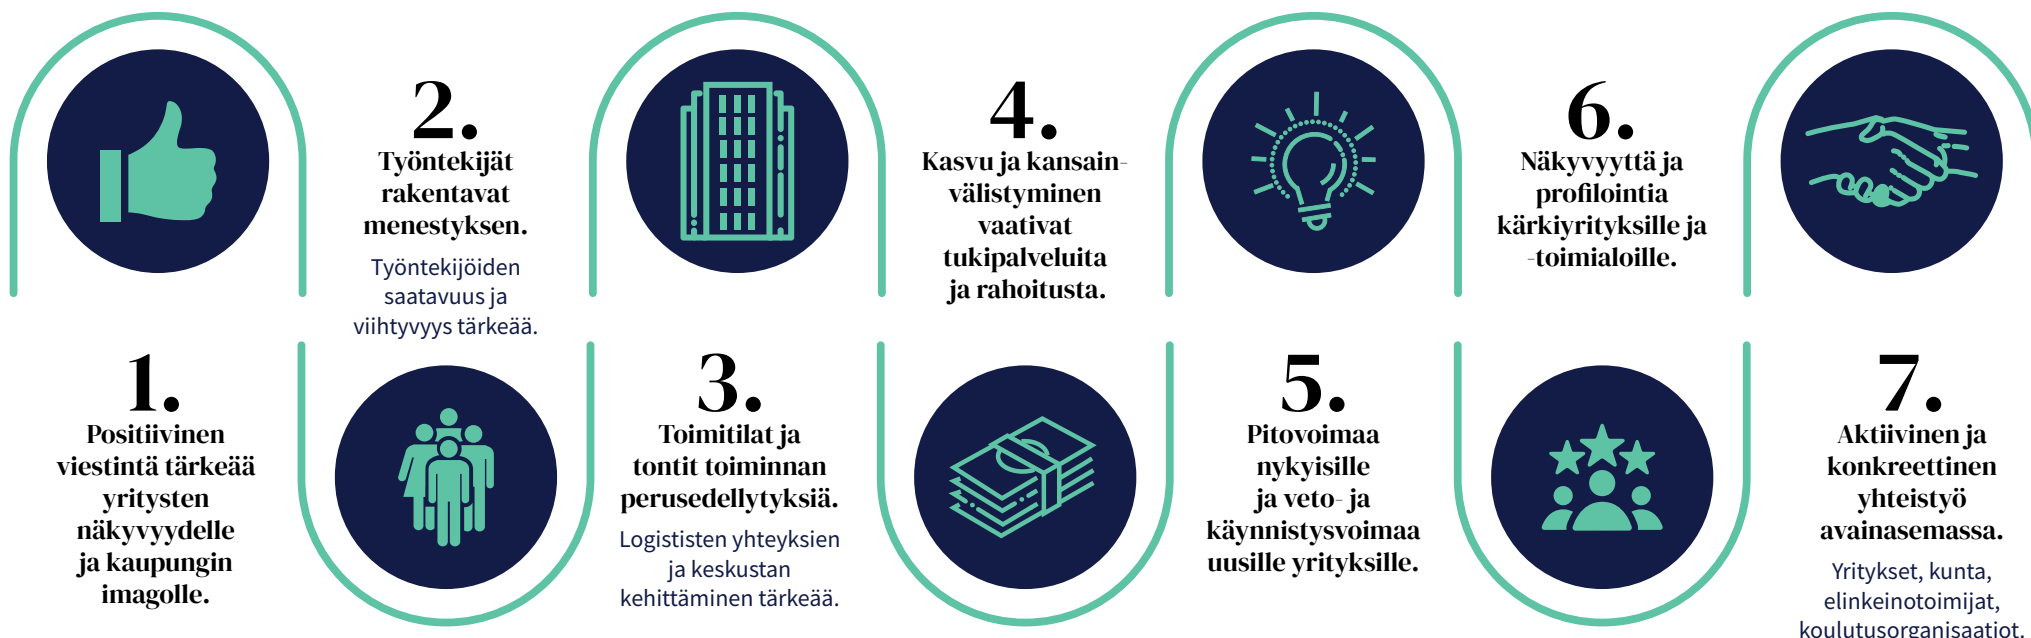 1.
Positiivinen
viestintä tärkeää
yritysten
näkyvyydelle
ja kaupungin
imagolle.
2.
Työntekijät
rakentavat
menestyksen.
Työntekijöiden
saatavuus ja
viihtyvyys tärkeää.
3.
Toimitilat ja
tontit toiminnan
perusedellytyksiä.
Logististen yhteyksien
ja keskustan
kehittäminen tärkeää.
4.
Kasvu ja kansain-
välistyminen
vaativat
tukipalveluita
ja rahoitusta.
5.
Pitovoimaa
nykyisille
ja veto- ja
käynnistysvoimaa
uusille yrityksille.
6.
Näkyvyyttä ja
profilointia
kärkiyrityksille ja
-toimialoille.
7.
Aktiivinen ja
konkreettinen
yhteistyö
avainasemassa.
Yritykset, kunta,
elinkeinotoimijat,
koulutusorganisaatiot.